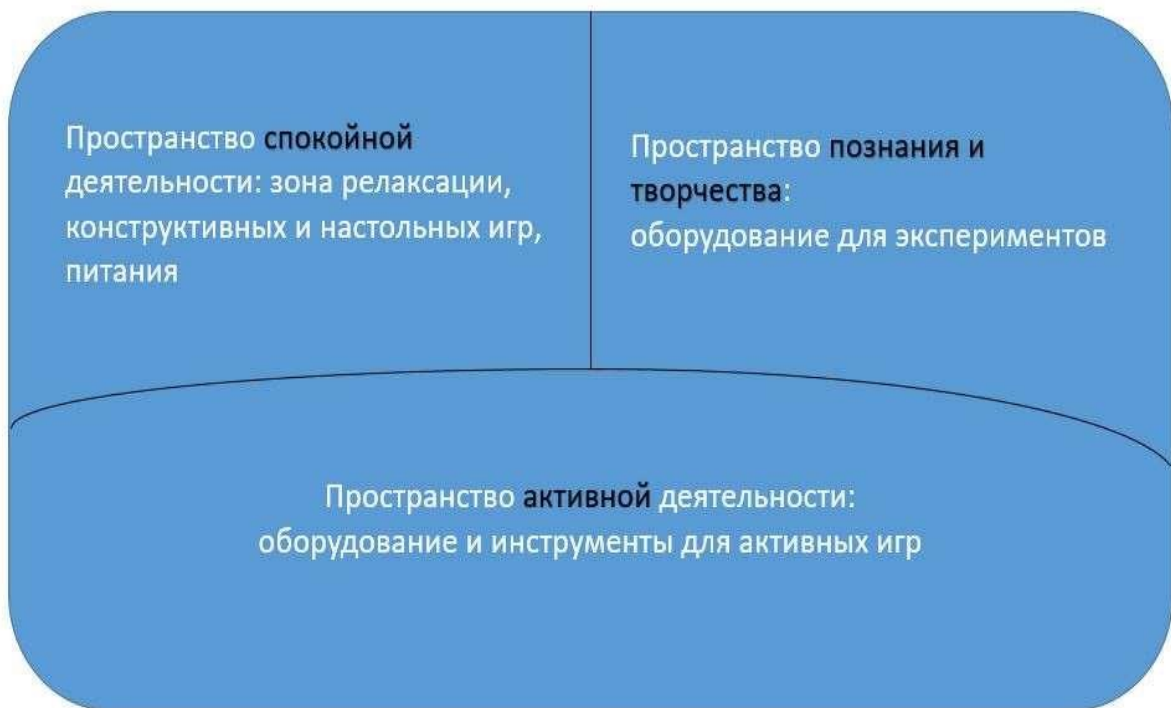 Пространство спокойной
деятельности: зона релаксации,
конструктивных и настольных игр,
питания
Пространство познания и
творчества:
оборудование для экспериментов
Пространство активной деятельности:
оборудование и инструменты для активных игр